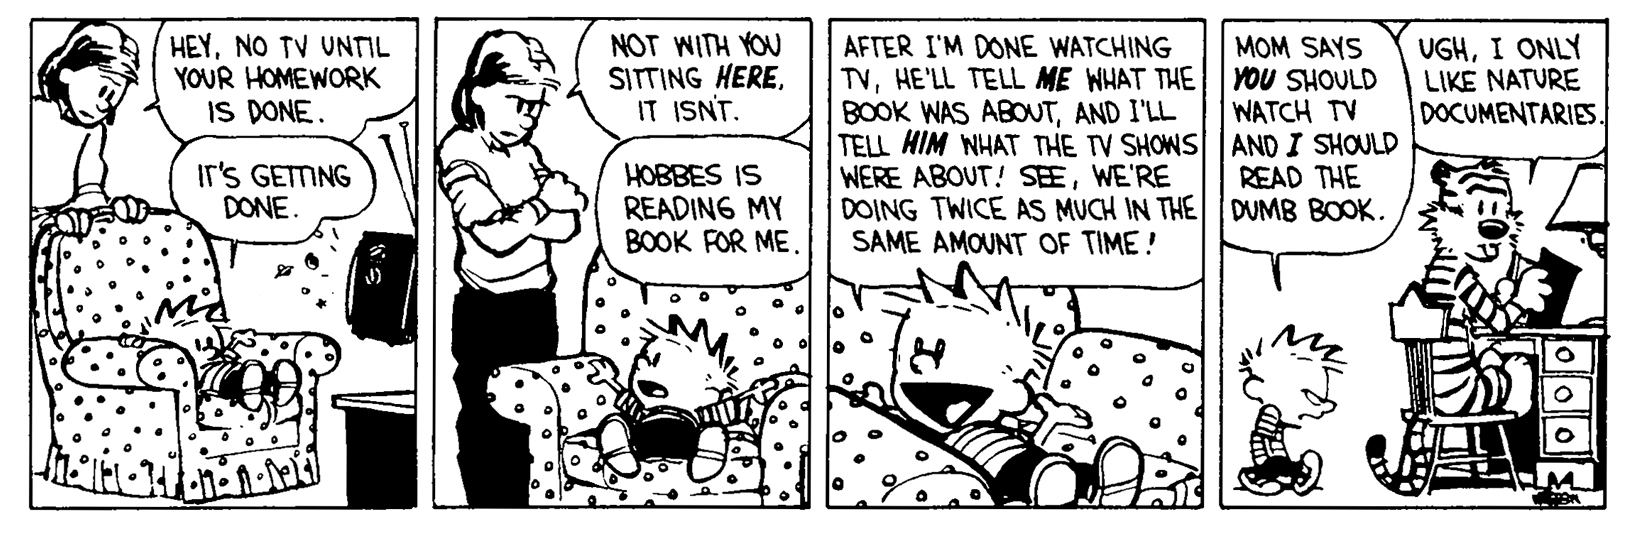 HEY, NO TV UNTIL
YOUR HOMEWORK
IS DONE.
IT'S GETTING
DONE.
NOT WITH YOU
SITTING HERE,
IT ISN'T.
HOBBES IS
READING MY
BOOK FOR ME.
AFTER I'M DONE WATCHING
TV, HE'LL TELL ME WHAT THE
BOOK WAS ABOUT, AND I'LL
TELL HIM WHAT THE TV SHOWS
WERE ABOUT! SEE, WE'RE
DOING TWICE AS MUCH IN THE
SAME AMOUNT OF TIME!
MOM SAYS
YOU SHOULD
WATCH TV
AND I SHOULD
READ THE
DUMB BOOK.
UGH, I ONLY
LIKE NATURE
DOCUMENTARIES.